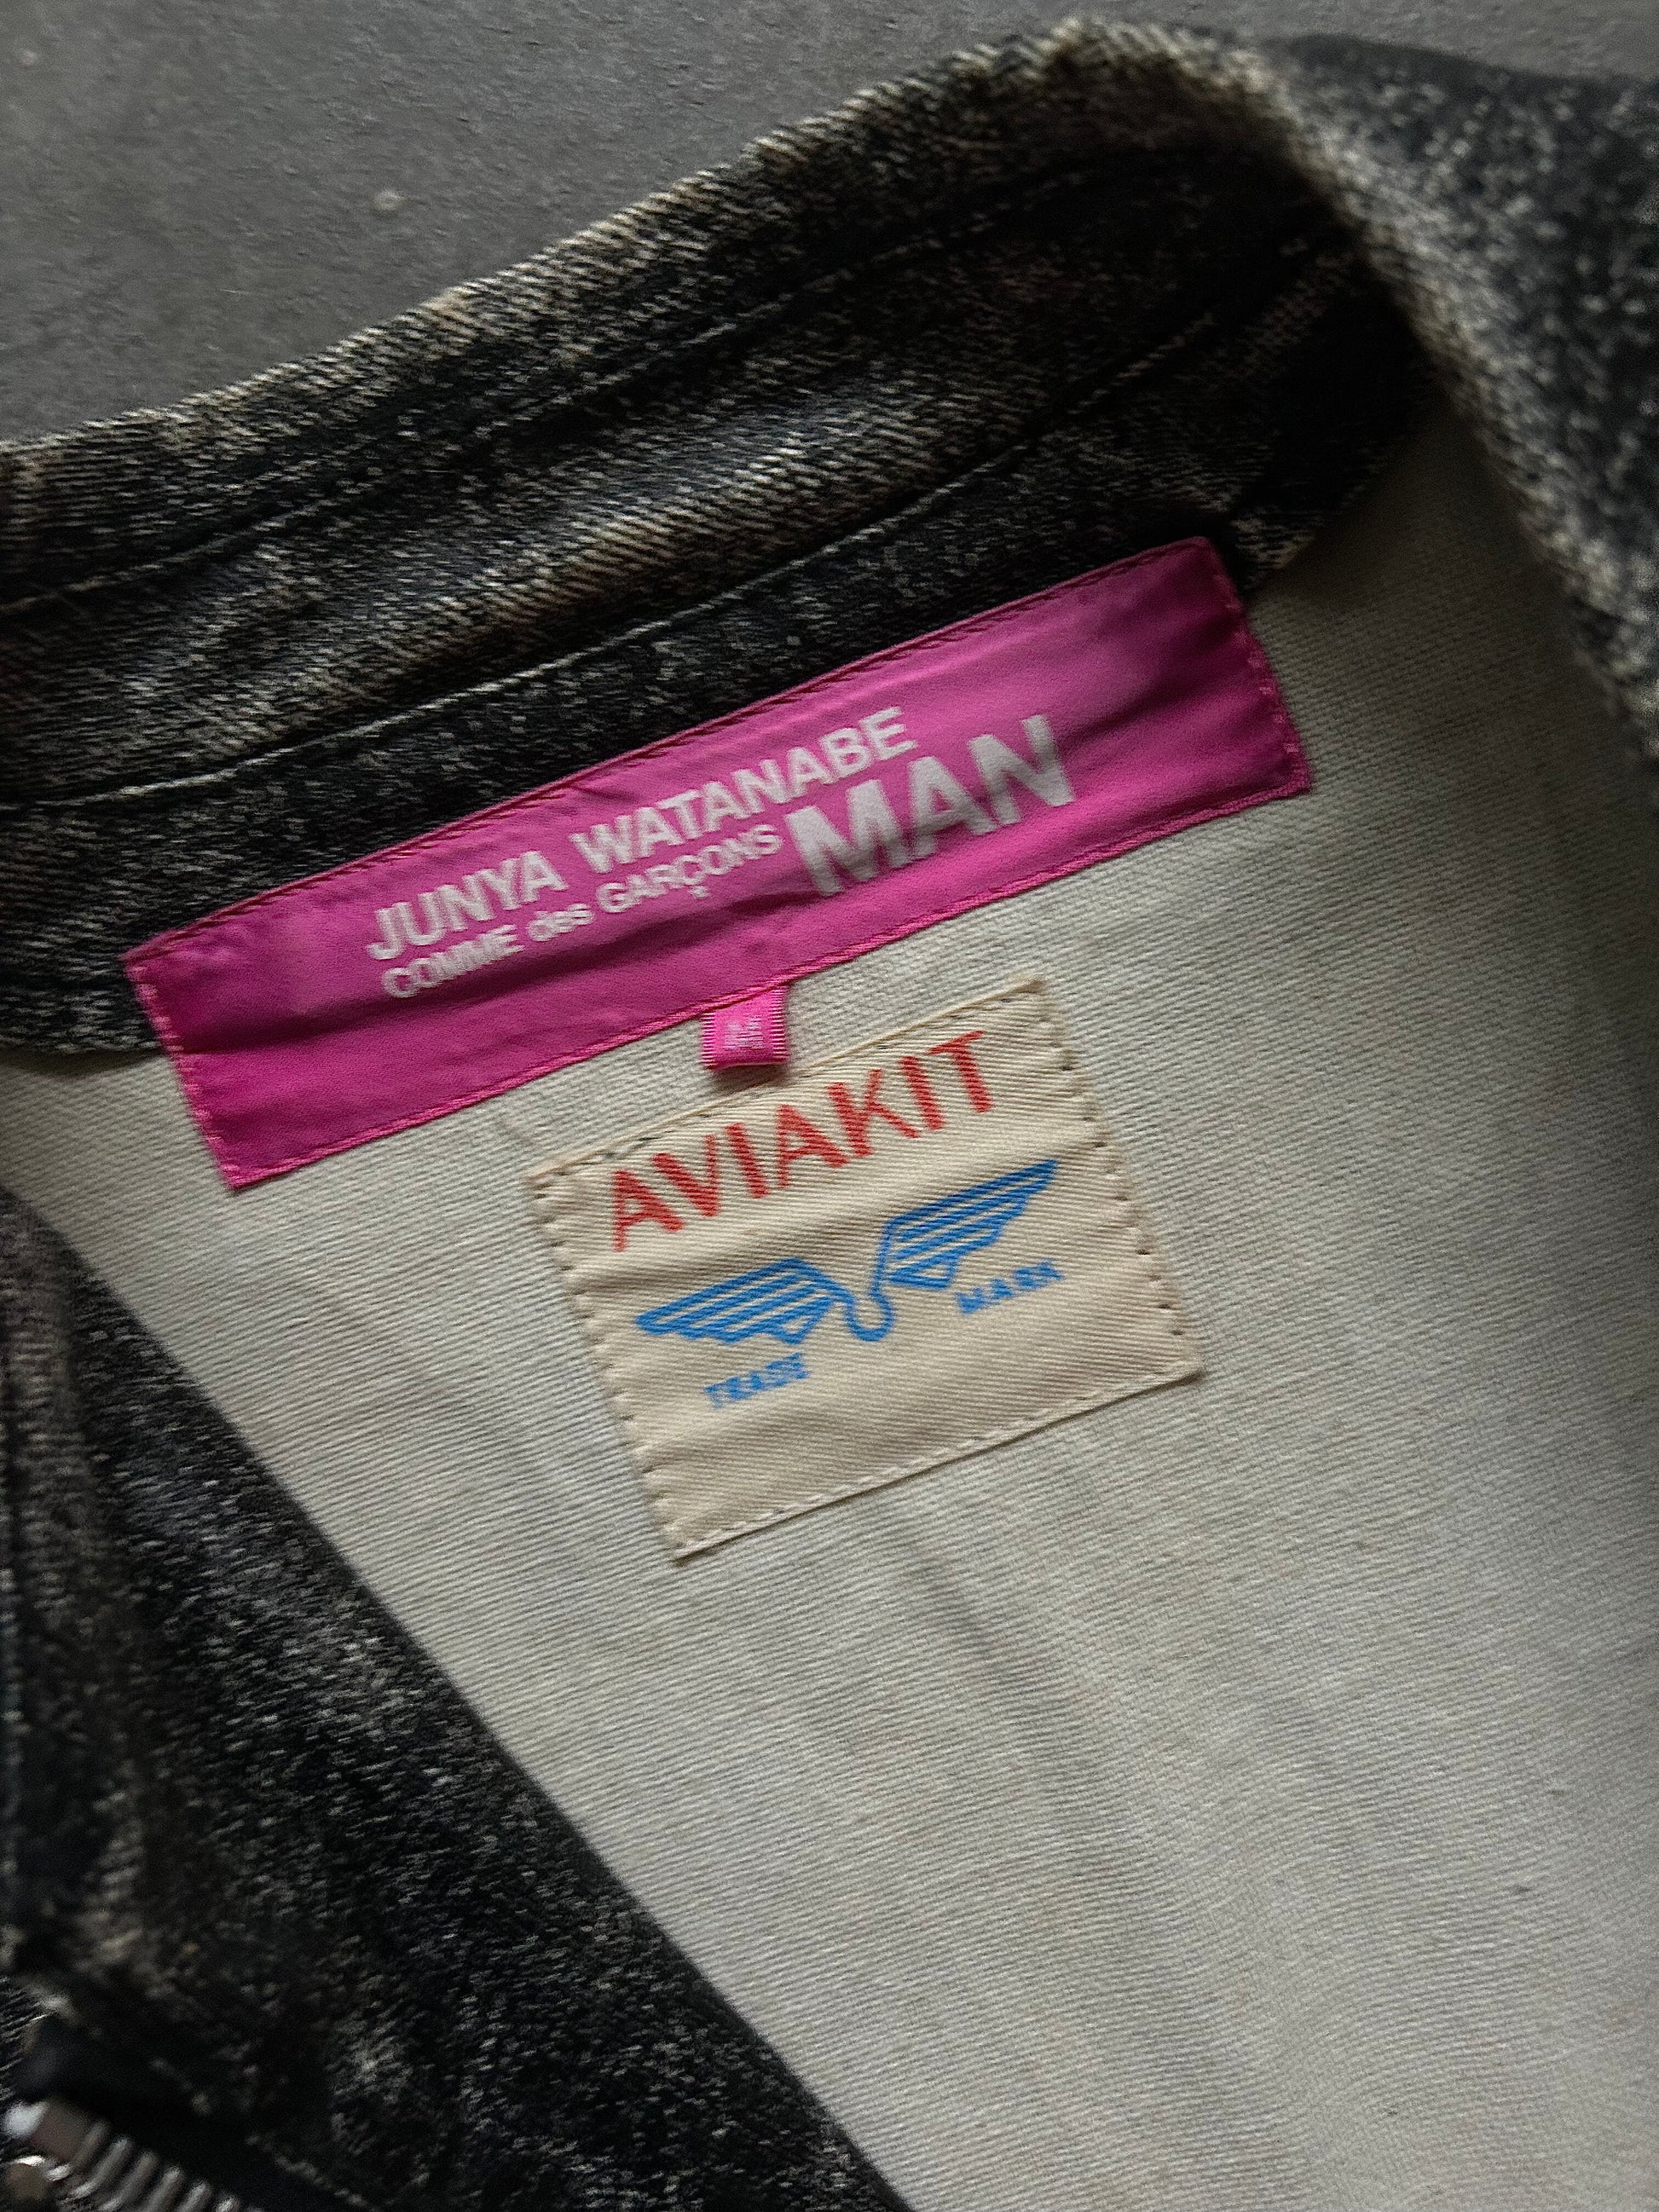 JUNYA WATANABE
COMME des GARÇONS MAN
AVIAKIT
TRADE MARK